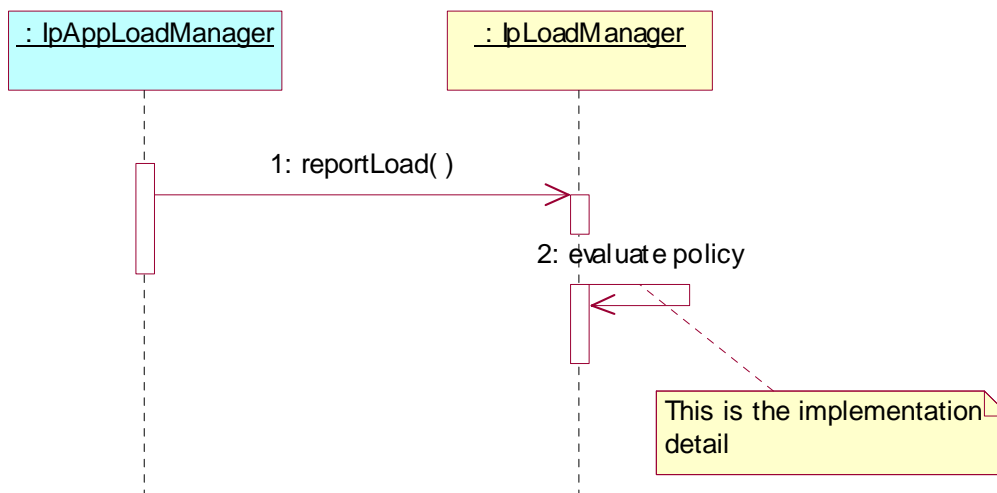 : IpAppLoadManager
: IpLoadManager
1: reportLoad( )
2: evaluate policy
This is the implementation
detail